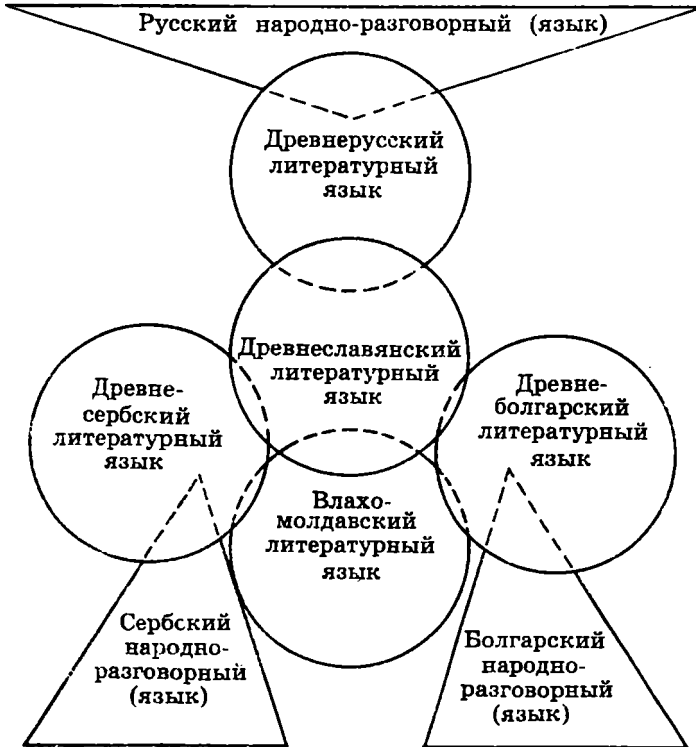 Русский народно-разговорный (язык)
Древнерусский
литературный
язык
Древнеславянский
литературный
язык
Древне-
сербский
литературный
язык
Древне-
болгарский
литературный
язык
Влахо-
молдавский
литературный
язык
Сербский
народно-
разговорный
(язык)
Болгарский
народно-
разговорный
(язык)